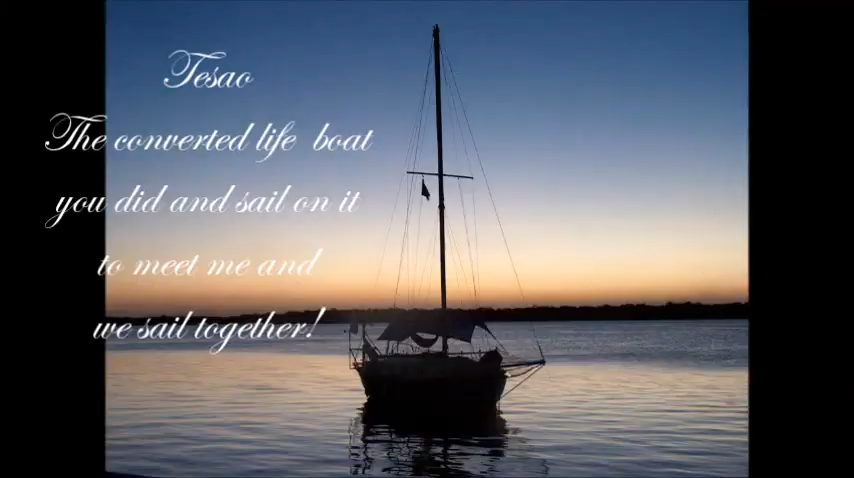 Tesao
The converted life boat
you did and sail on it
to meet me and
we sail together!